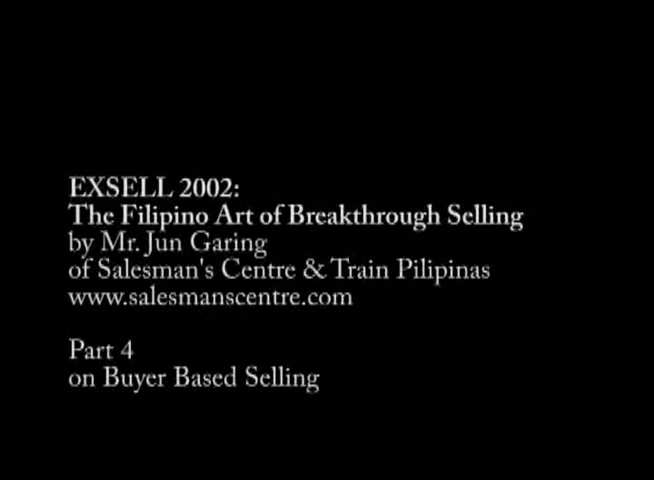 EXSELL 2002:
The Filipino Art of Breakthrough Selling
by Mr. Jun Garing
of Salesman's Centre & Train Pilipinas
www.salesmanscentre.com
Part 4
on Buyer Based Selling